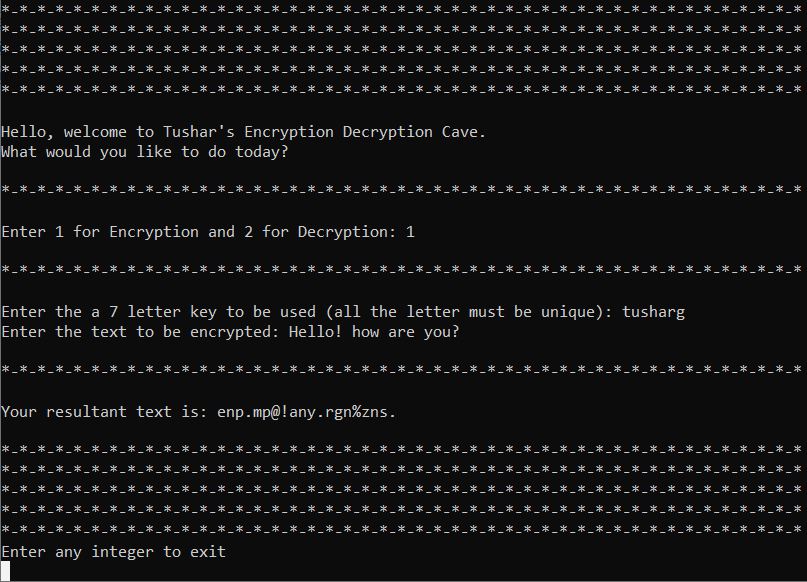 *-*-*-*-*-*-*-*-*-*-*-*-*-*-*-*-*-*-*-*-*-*-*-*-*-*-*-*-*-*-*-*-*-*-*-*-*-*-*-*-*-*-*-*-*
*-*-*-*-*-*-*-*-*-*-*-*-*-*-*-*-*-*-*-*-*-*-*-*-*-*-*-*-*-*-*-*-*-*-*-*-*-*-*-*-*-*-*-*-*
*-*-*-*-*-*-*-*-*-*-*-*-*-*-*-*-*-*-*-*-*-*-*-*-*-*-*-*-*-*-*-*-*-*-*-*-*-*-*-*-*-*-*-*-*
*-*-*-*-*-*-*-*-*-*-*-*-*-*-*-*-*-*-*-*-*-*-*-*-*-*-*-*-*-*-*-*-*-*-*-*-*-*-*-*-*-*-*-*-*
*-*-*-*-*-*-*-*-*-*-*-*-*-*-*-*-*-*-*-*-*-*-*-*-*-*-*-*-*-*-*-*-*-*-*-*-*-*-*-*-*-*-*-*-*
Hello, welcome to Tushar's Encryption Decryption Cave.
What would you like to do today?
*-*-*-*-*-*-*-*-*-*-*-*-*-*-*-*-*-*-*-*-*-*-*-*-*-*-*-*-*-*-*-*-*-*-*-*-*-*-*-*-*-*-*-*-*
Enter 1 for Encryption and 2 for Decryption: 1
*-*-*-*-*-*-*-*-*-*-*-*-*-*-*-*-*-*-*-*-*-*-*-*-*-*-*-*-*-*-*-*-*-*-*-*-*-*-*-*-*-*-*-*-*
Enter the a 7 letter key to be used (all the letter must be unique): tusharg
Enter the text to be encrypted: Hello! how are you?
*-*-*-*-*-*-*-*-*-*-*-*-*-*-*-*-*-*-*-*-*-*-*-*-*-*-*-*-*-*-*-*-*-*-*-*-*-*-*-*-*-*-*-*-*
Your resultant text is: enp.mp@!any.rgn%zns.
*-*-*-*-*-*-*-*-*-*-*-*-*-*-*-*-*-*-*-*-*-*-*-*-*-*-*-*-*-*-*-*-*-*-*-*-*-*-*-*-*-*-*-*-*
*-*-*-*-*-*-*-*-*-*-*-*-*-*-*-*-*-*-*-*-*-*-*-*-*-*-*-*-*-*-*-*-*-*-*-*-*-*-*-*-*-*-*-*-*
*-*-*-*-*-*-*-*-*-*-*-*-*-*-*-*-*-*-*-*-*-*-*-*-*-*-*-*-*-*-*-*-*-*-*-*-*-*-*-*-*-*-*-*-*
*-*-*-*-*-*-*-*-*-*-*-*-*-*-*-*-*-*-*-*-*-*-*-*-*-*-*-*-*-*-*-*-*-*-*-*-*-*-*-*-*-*-*-*-*
*-*-*-*-*-*-*-*-*-*-*-*-*-*-*-*-*-*-*-*-*-*-*-*-*-*-*-*-*-*-*-*-*-*-*-*-*-*-*-*-*-*-*-*-*
Enter any integer to exit